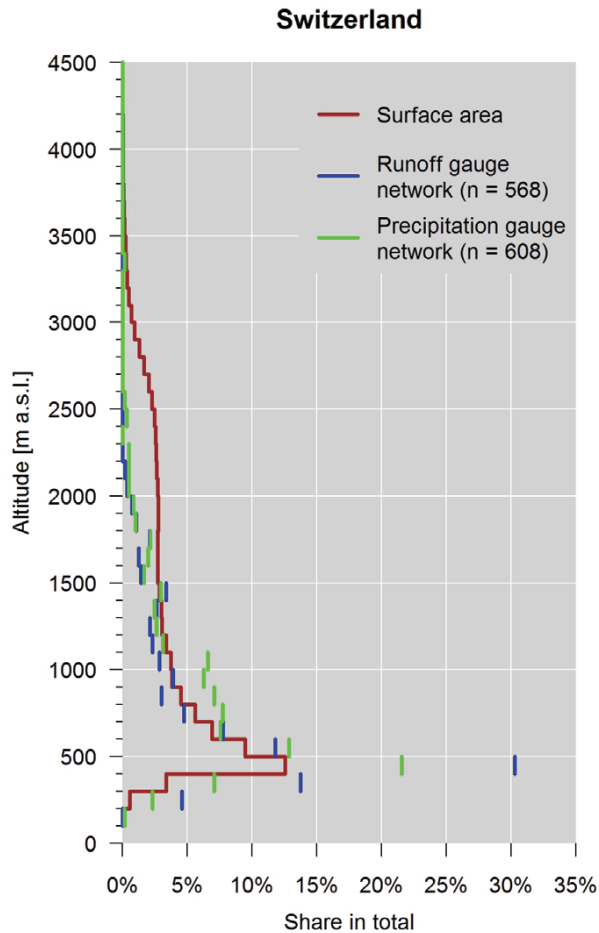 Switzerland
Surface area
Runoff gauge
network (n = 568)
Precipitation gauge
network (n = 608)
Altitude [m a.s.l.]
4500
4000
3500
3000
2500
2000
1500
1000
500
0
0% 5% 10% 15% 20% 25% 30% 35%
Share in total